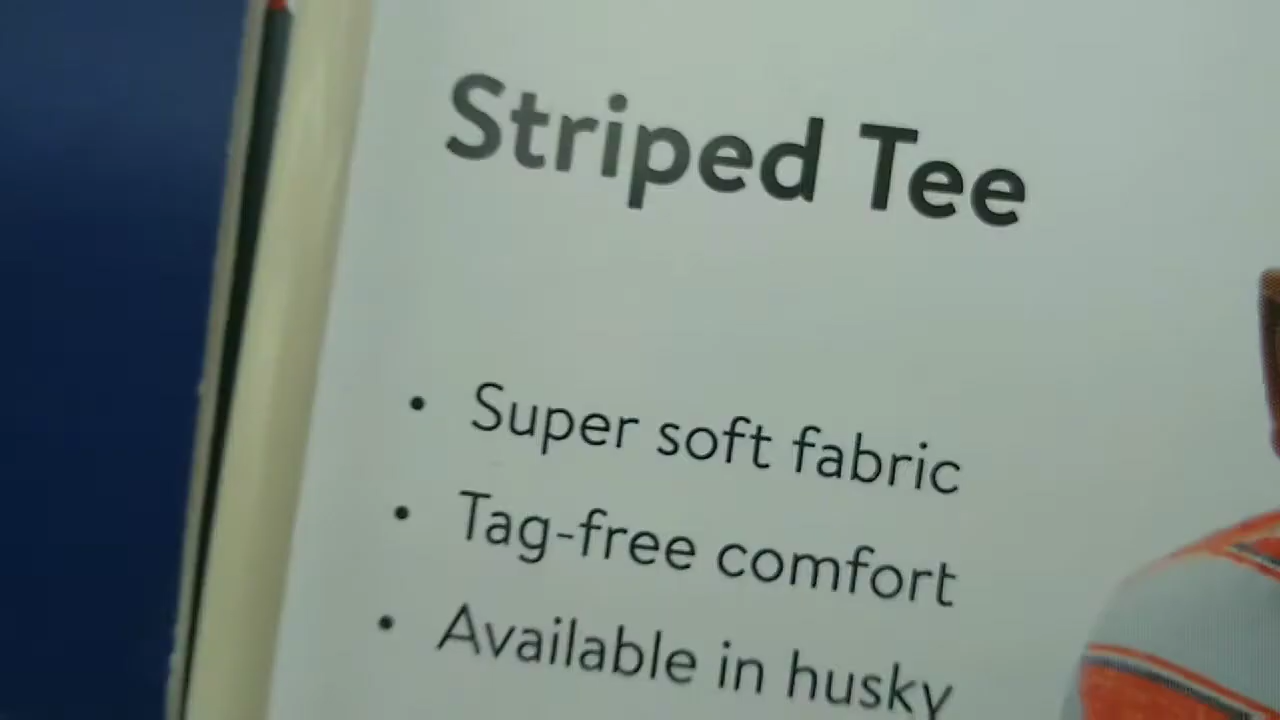 Striped Tee
• Super soft fabric
• Tag-free comfort
• Available in husky